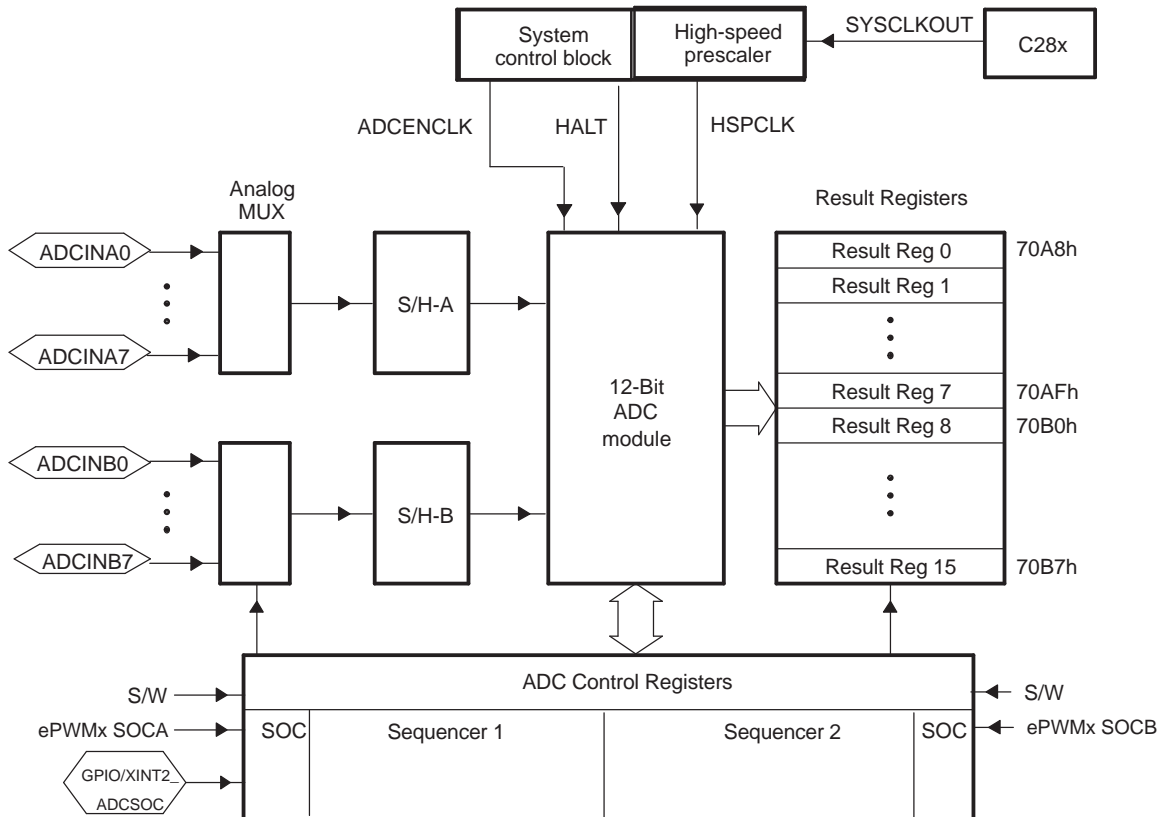 System
control block
High-speed
prescaler
SYSCLKOUT
C28x
ADCENCLK
HALT
HSPCLK
Analog
MUX
Result Registers
ADCINA0
ADCINA7
S/H-A
12-Bit
ADC
module
Result Reg 0
70A8h
Result Reg 1
Result Reg 7
70AFh
Result Reg 8
70B0h
ADCINB0
ADCINB7
S/H-B
Result Reg 15
70B7h
ADC Control Registers
S/W
S/W
ePWMx SOCA
SOC
Sequencer 1
Sequencer 2
SOC
ePWMx SOCB
GPIO/XINT2_
ADCSOC